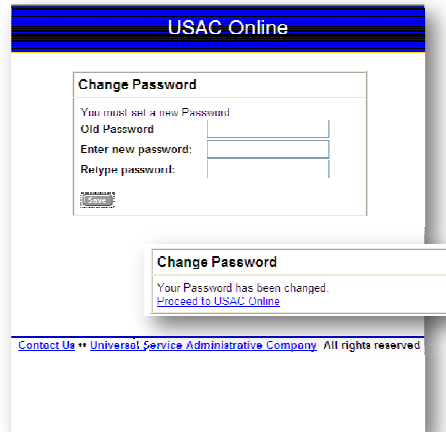 USAC Online
Change Password
You must set a new Password
Old Password
Enter new password:
Retype password:
Save
Change Password
Your Password has been changed.
Proceed to USAC Online
Contact Us •• Universal Service Administrative Company All rights reserved